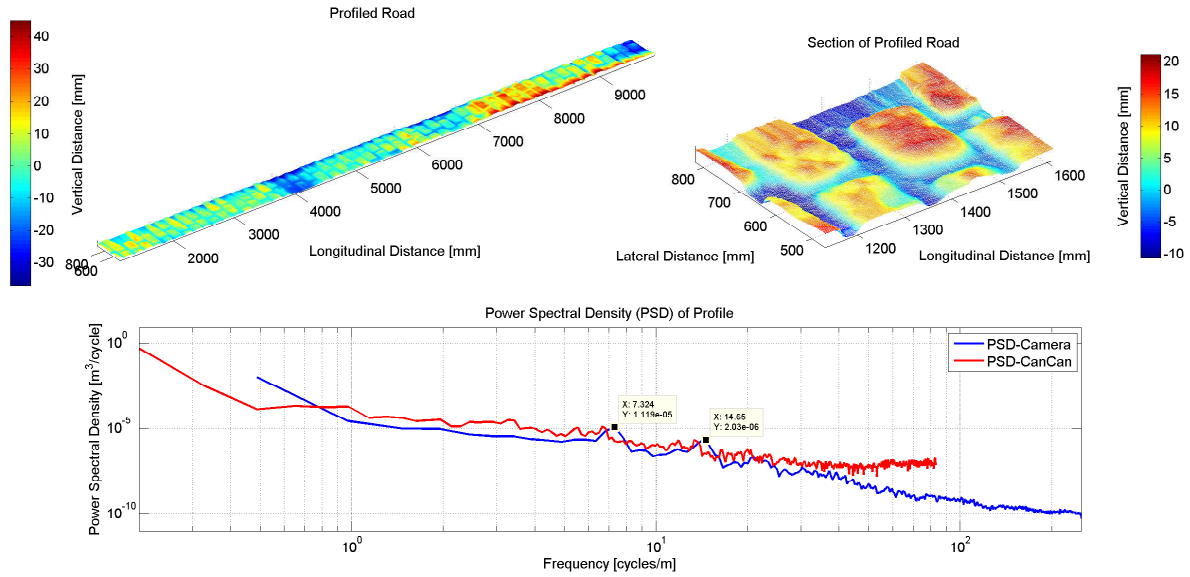 Profiled Road
40
30
20
10
0
-10
-20
-30
Vertical Distance [mm]
800
600
2000
3000
4000
5000
6000
7000
8000
9000
Longitudinal Distance [mm]
Section of Profiled Road
800
700
600
500
Lateral Distance [mm]
1200
1300
1400
1500
1600
Longitudinal Distance [mm]
Vertical Distance [mm]
20
15
10
5
0
-5
-10
Power Spectral Density (PSD) of Profile
Power Spectral Density [m³/cycle]
10⁰
10⁻⁵
10⁻¹⁰
X: 7.324
Y: 1.119e-05
X: 14.65
Y: 2.03e-06
PSD-Camera
PSD-CanCan
10⁰
10¹
10²
Frequency [cycles/m]